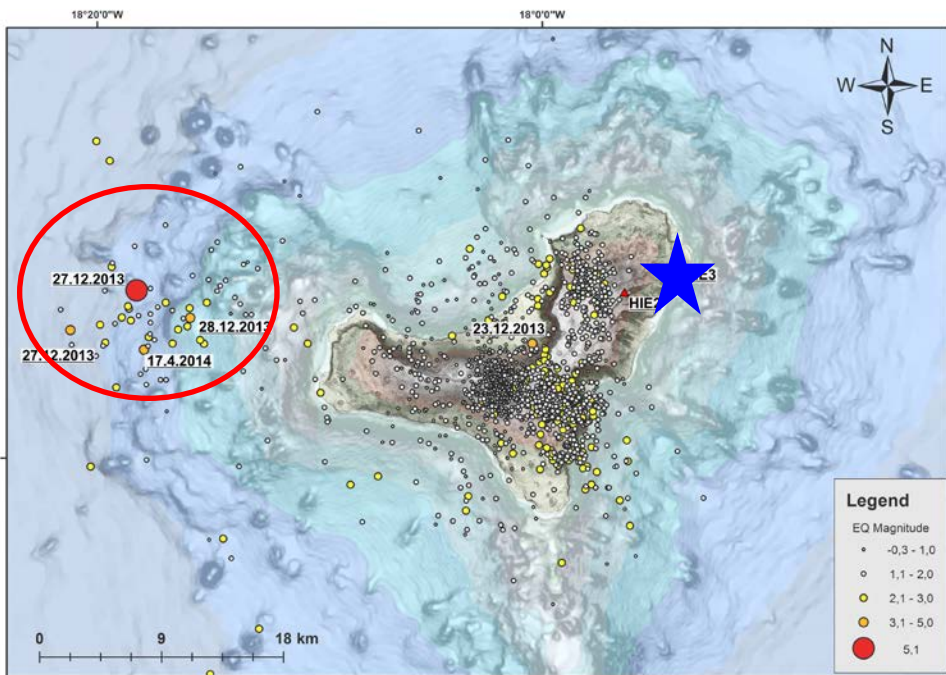 18°20'0"W
18°0'0"W
N
W
E
S
27.12.2013
HIE2
E3
23.12.2013
28.12.2013
27.12.2013
17.4.2014
Legend
EQ Magnitude
-0,3 - 1,0
1,1 - 2,0
2,1 - 3,0
3,1 - 5,0
5,1
0
9
18 km